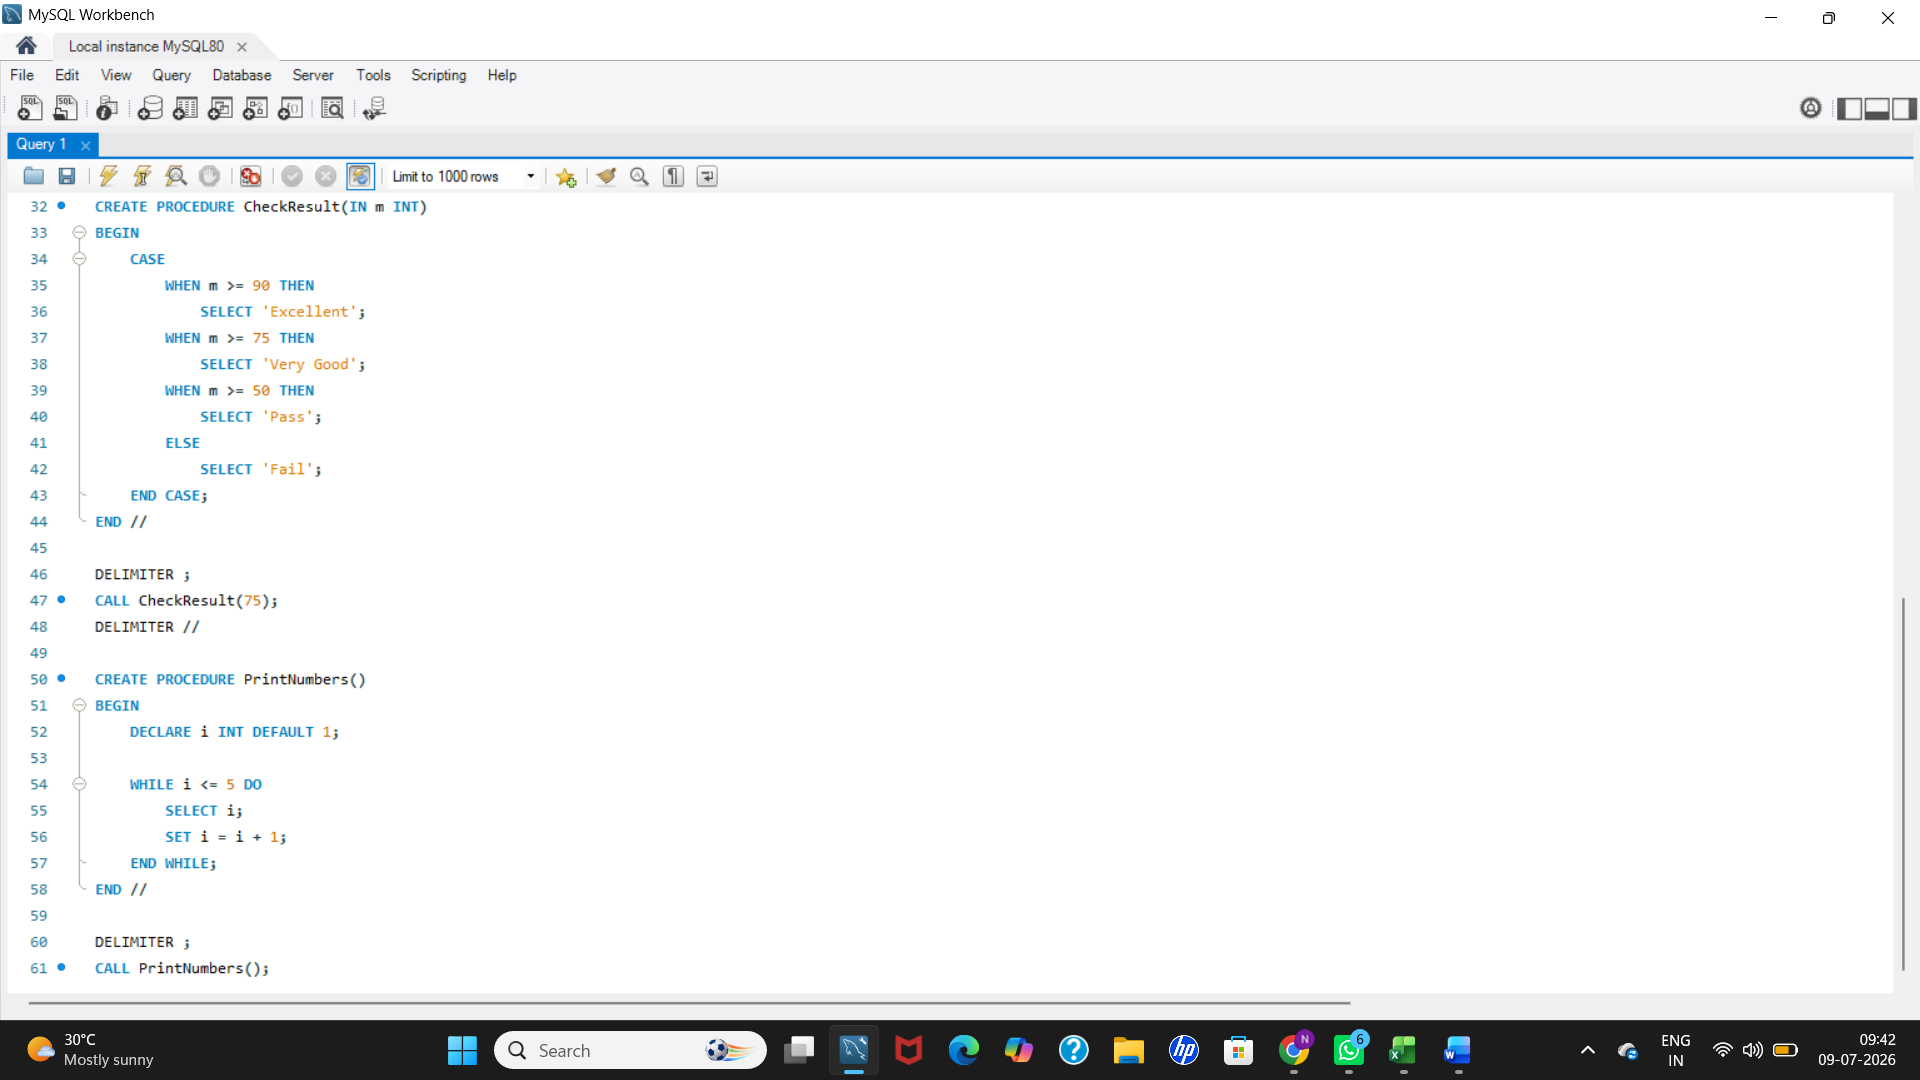 MySQL Workbench
Local instance MySQL80
File Edit View Query Database Server Tools Scripting Help
Query 1
Limit to 1000 rows
32 CREATE PROCEDURE CheckResult(IN m INT)
33 BEGIN
34 CASE
35 WHEN m >= 90 THEN
36 SELECT 'Excellent';
37 WHEN m >= 75 THEN
38 SELECT 'Very Good';
39 WHEN m >= 50 THEN
40 SELECT 'Pass';
41 ELSE
42 SELECT 'Fail';
43 END CASE;
44 END //
45
46 DELIMITER ;
47 CALL CheckResult(75);
48 DELIMITER //
49
50 CREATE PROCEDURE PrintNumbers()
51 BEGIN
52 DECLARE i INT DEFAULT 1;
53
54 WHILE i <= 5 DO
55 SELECT i;
56 SET i = i + 1;
57 END WHILE;
58 END //
59
60 DELIMITER ;
61 CALL PrintNumbers();
30°C
Mostly sunny
Search
N
6
ENG
IN
09:42
09-07-2026